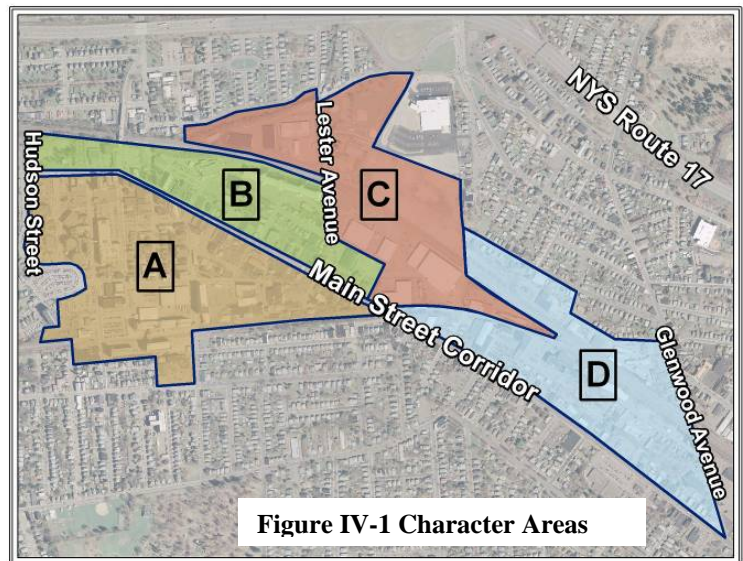 NYS Route 17
Hudson Street
Lester Avenue
B
C
A
Main Street Corridor
D
Glenwood Avenue
Figure IV-1 Character Areas